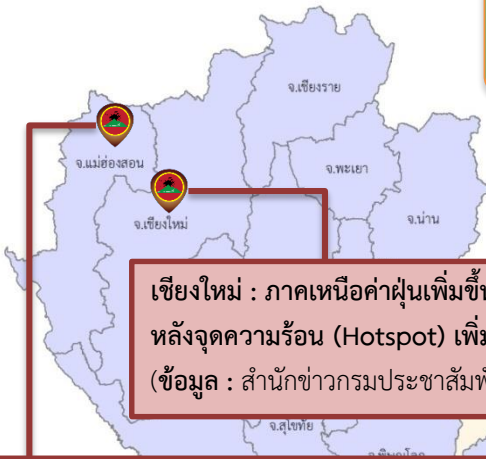 จ.เชียงราย
จ.แม่ฮ่องสอน
จ.พะเยา
จ.น่าน
จ.เชียงใหม่
เชียงใหม่ : ภาคเหนือค่าฝุ่นเพิ่มขึ้น
หลังจุดความร้อน (Hotspot) เพิ่ม
(ข้อมูล : สำนักข่าวกรมประชาสัมพั
จ.สุโขทัย